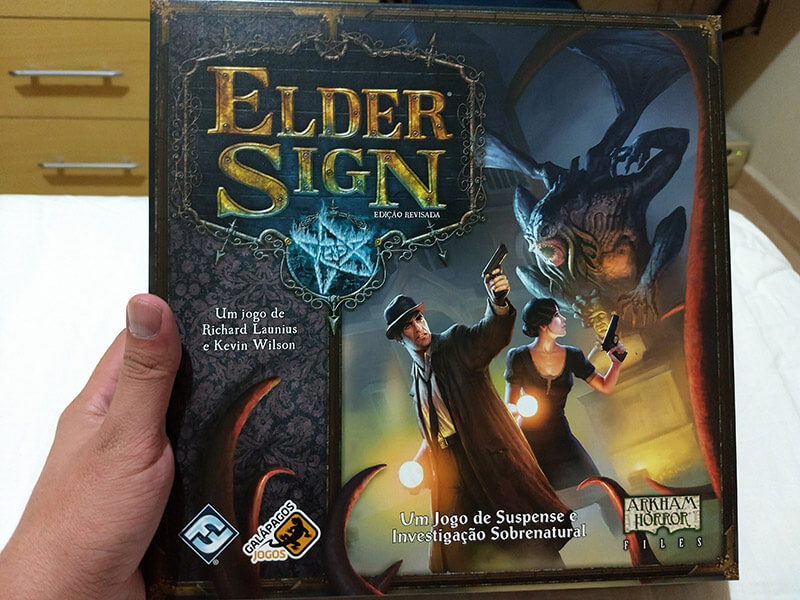 ELDER
SIGN
EDIÇÃO REVISADA
Um jogo de
Richard Launius
e Kevin Wilson
GALÁPAGOS
JOGOS
Um Jogo de Suspense e
Investigação Sobrenatural
ARKHAM
HORROR
FILES